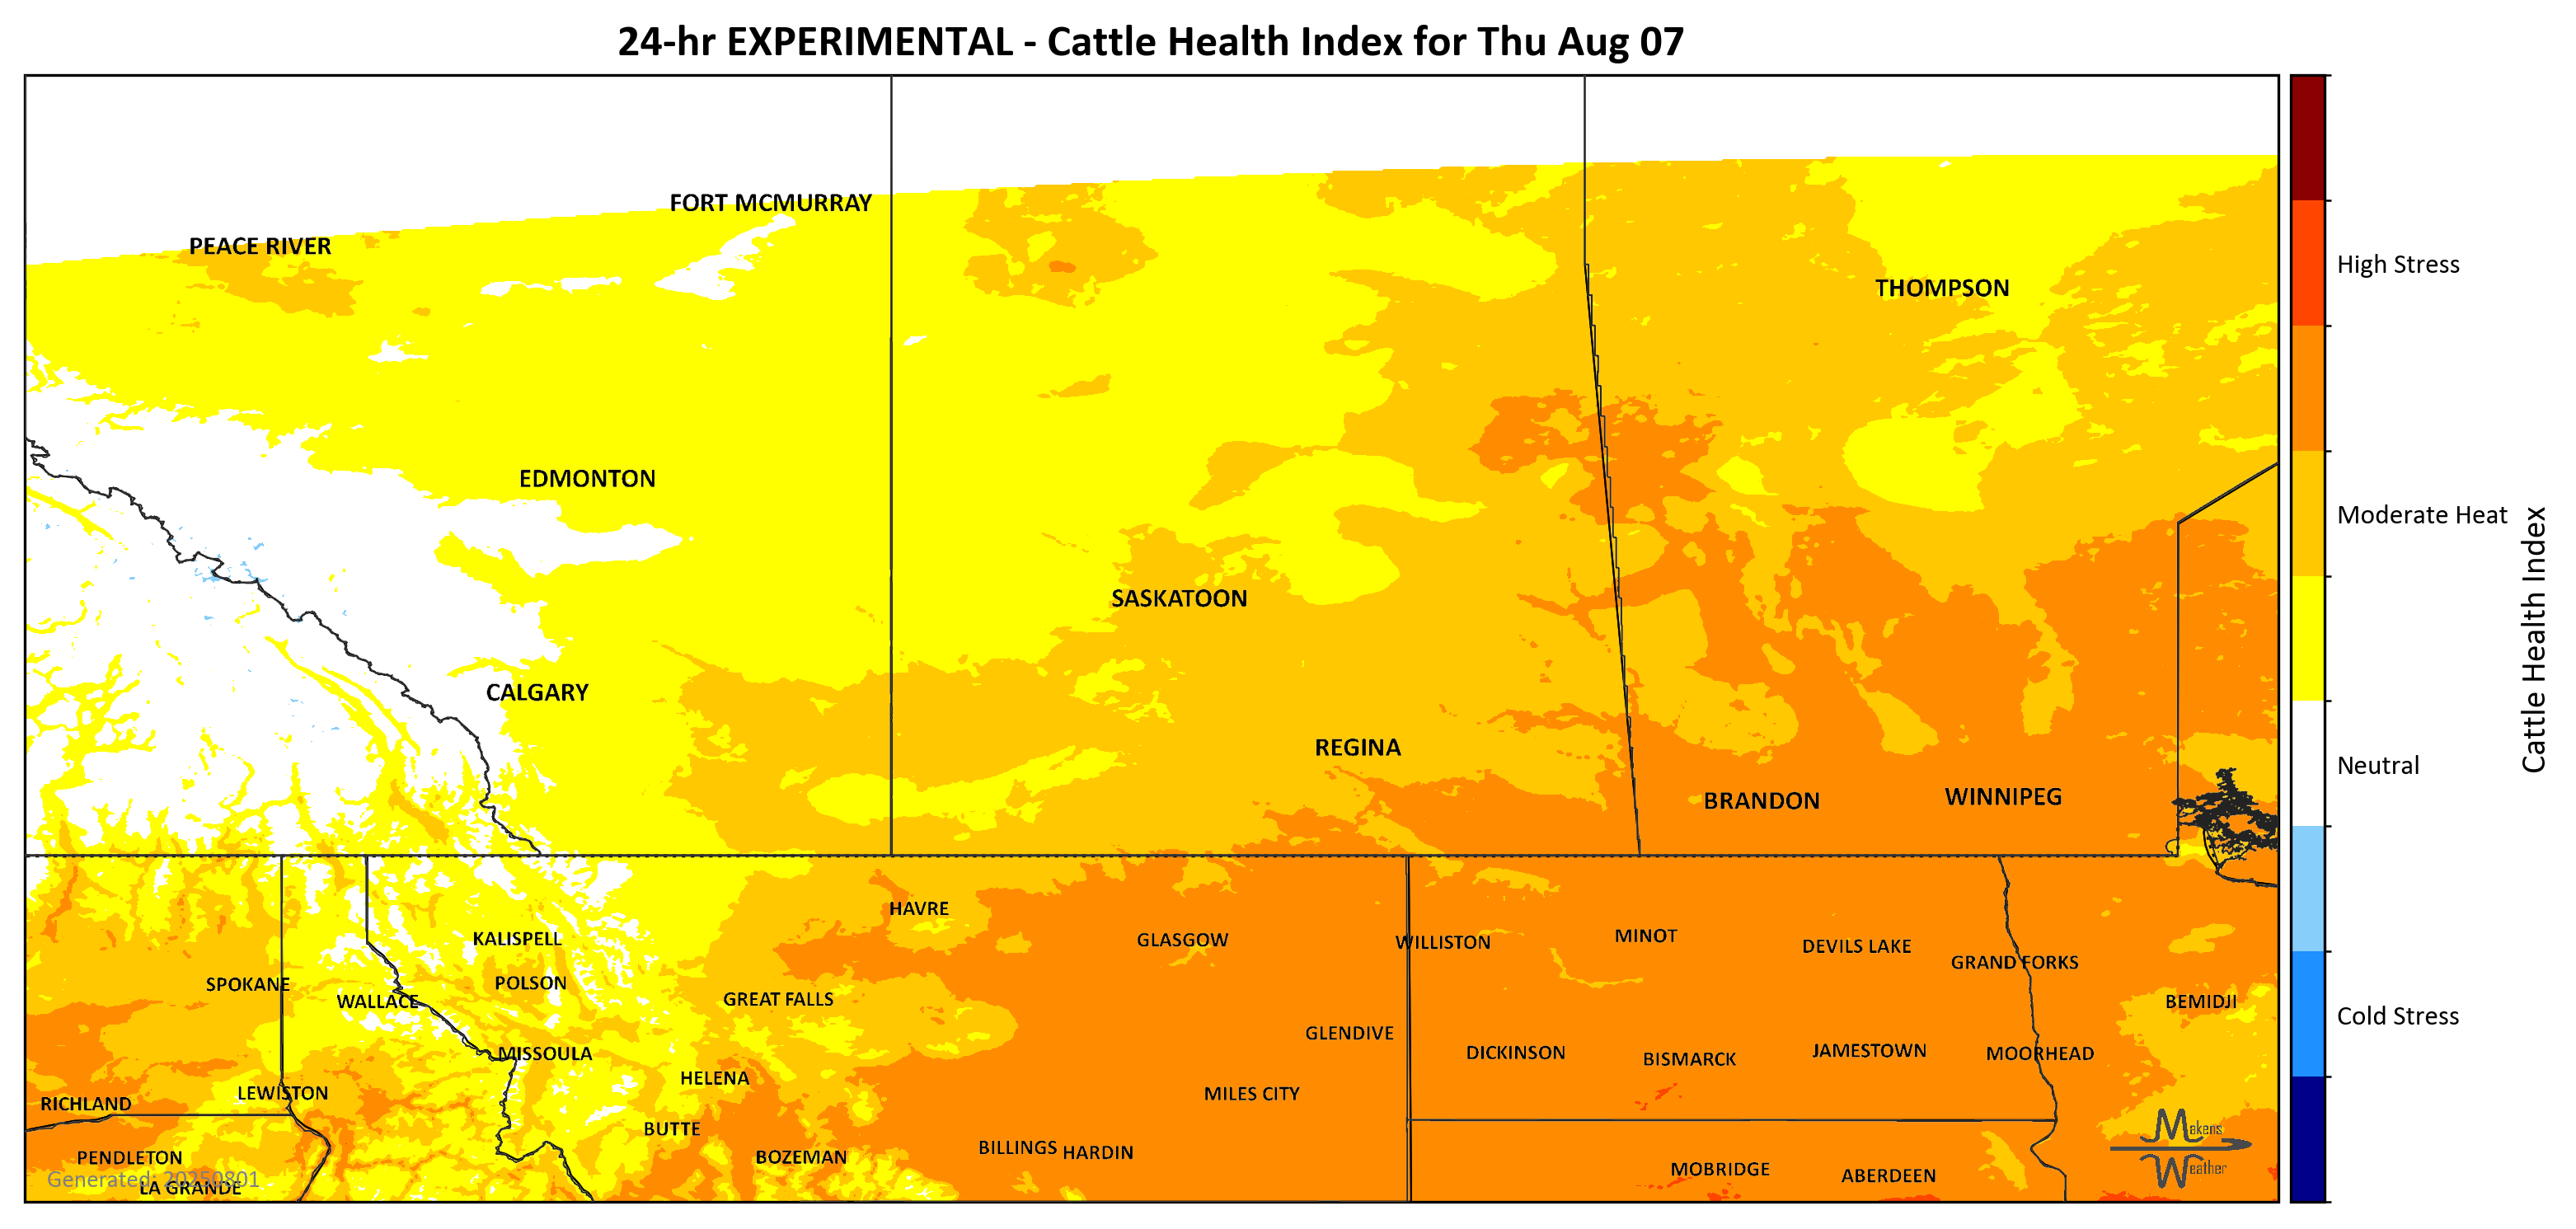 24-hr EXPERIMENTAL - Cattle Health Index for Thu Aug 07
FORT MCMURRAY
PEACE RIVER
High Stress
THOMPSON
EDMONTON
Moderate Heat
SASKATOON
Cattle Health Index
CALGARY
REGINA
Neutral
BRANDON
WINNIPEG
HAVRE
KALISPELL
GLASGOW
WILLISTON
MINOT
DEVILS LAKE
GRAND FORKS
SPOKANE
POLSON
WALLACE
GREAT FALLS
BEMIDJI
Cold Stress
GLENDIVE
MISSOULA
DICKINSON
BISMARCK
JAMESTOWN
MOORHEAD
HELENA
LEWISTON
MILES CITY
RICHLAND
BUTTE
Makens
Weather
PENDLETON
BOZEMAN
BILLINGS
HARDIN
MOBRIDGE
ABERDEEN
Generated: 20250801
LA GRANDE